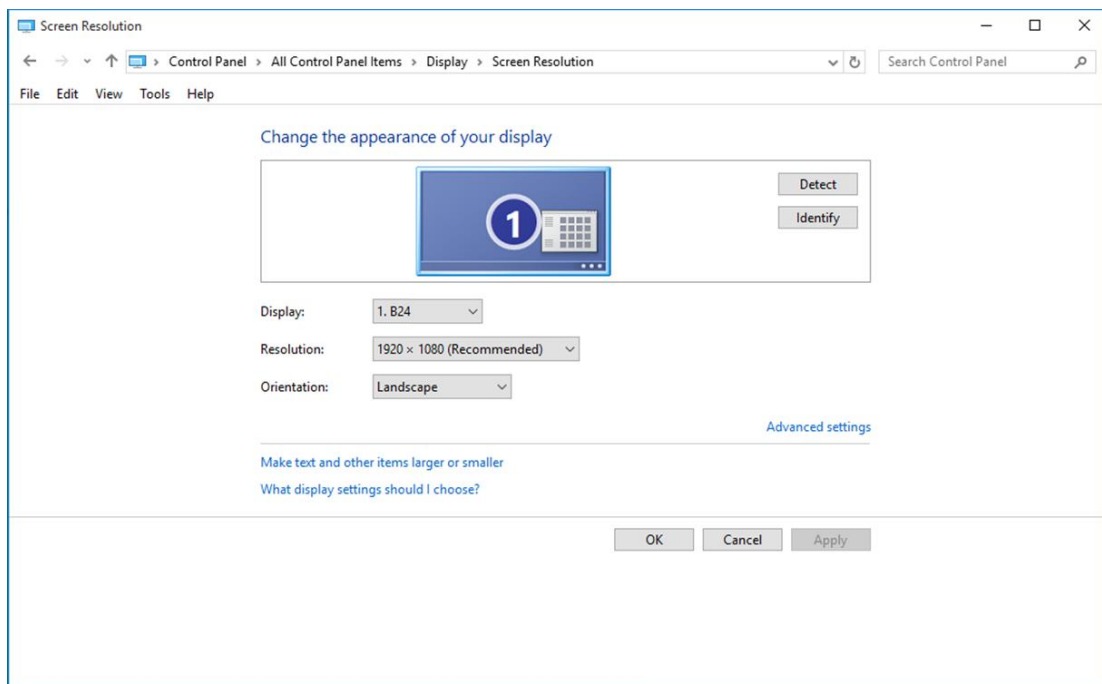 Screen Resolution
Control Panel > All Control Panel Items > Display > Screen Resolution
Search Control Panel
File Edit View Tools Help
Change the appearance of your display
1
Detect
Identify
Display: 1. B24
Resolution: 1920 × 1080 (Recommended)
Orientation: Landscape
Advanced settings
Make text and other items larger or smaller
What display settings should I choose?
OK Cancel Apply